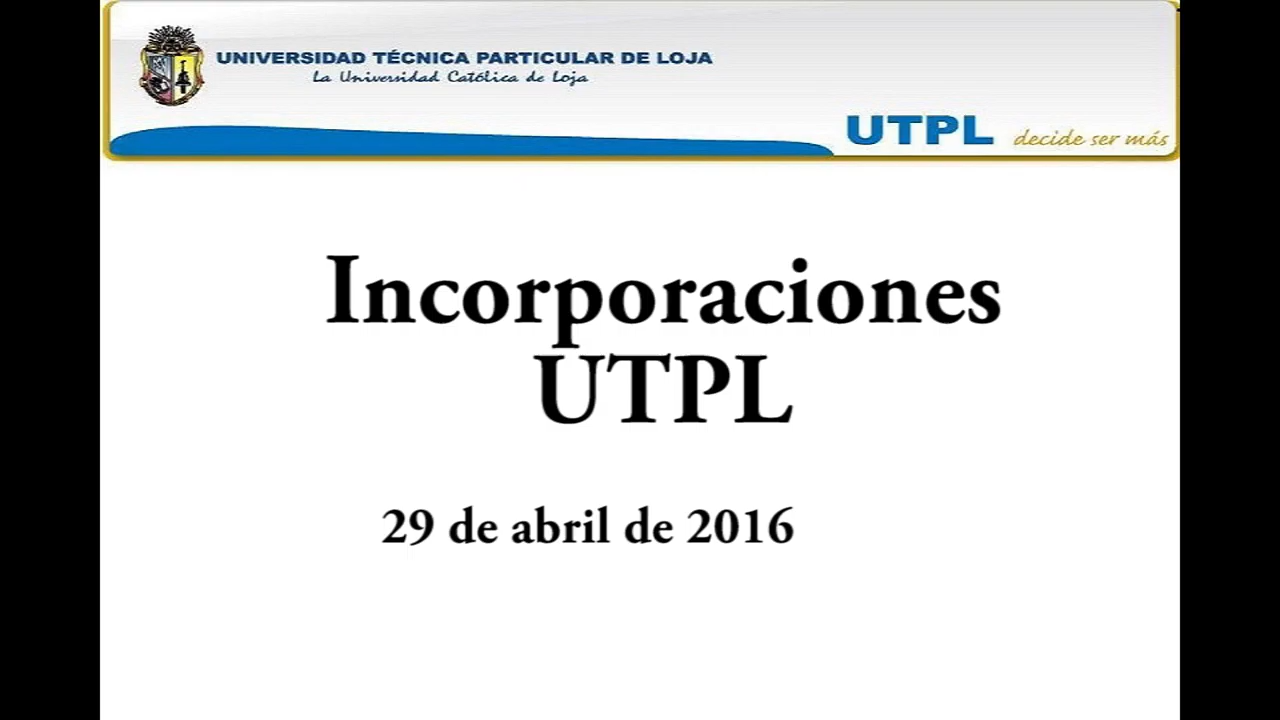 UNIVERSIDAD TÉCNICA PARTICULAR DE LOJA
La Universidad Católica de Loja
UTPL decide ser más
Incorporaciones
UTPL
29 de abril de 2016